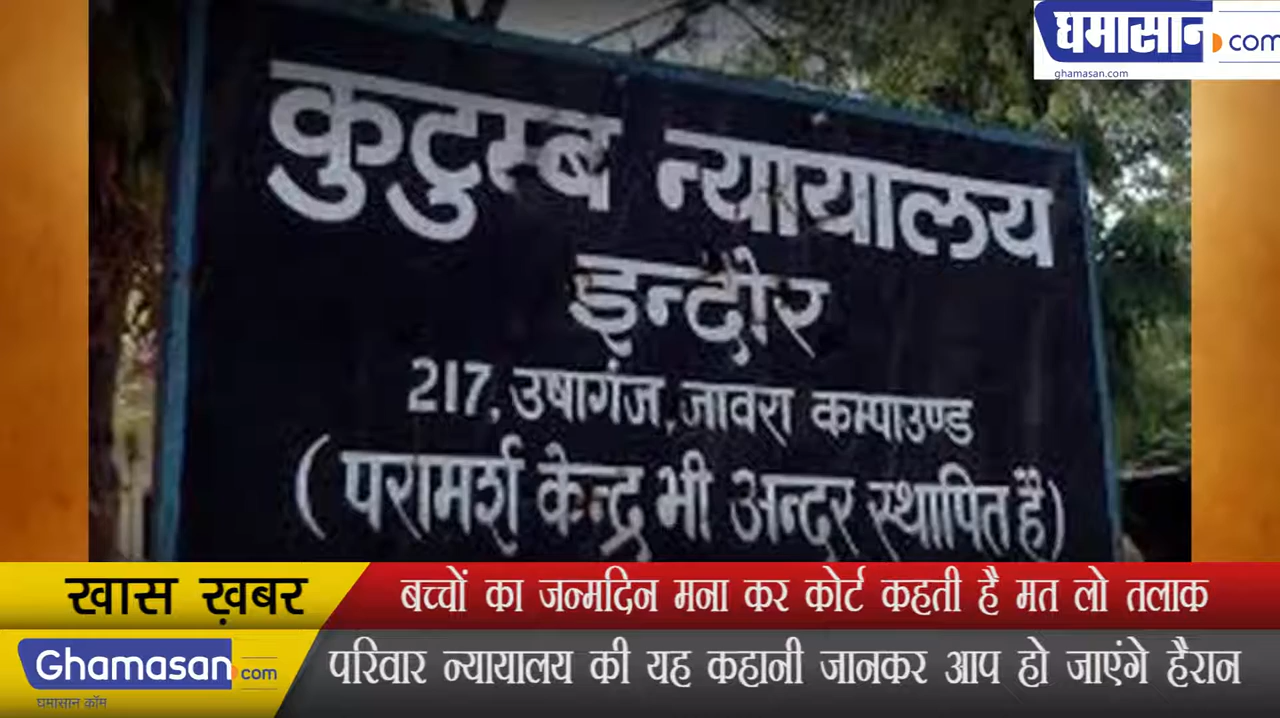 घमासान.com
ghamasan.com
कुटुम्ब न्यायालय
इन्दौर
217, उषागंज, जावरा कम्पाउण्ड
( परामर्श केन्द्र भी अन्दर स्थापित है )
खास ख़बर
बच्चों का जन्मदिन मना कर कोर्ट कहती है मत लो तलाक
Ghamasan.com
घमासान कॉम
परिवार न्यायालय की यह कहानी जानकर आप हो जाएंगे हैरान